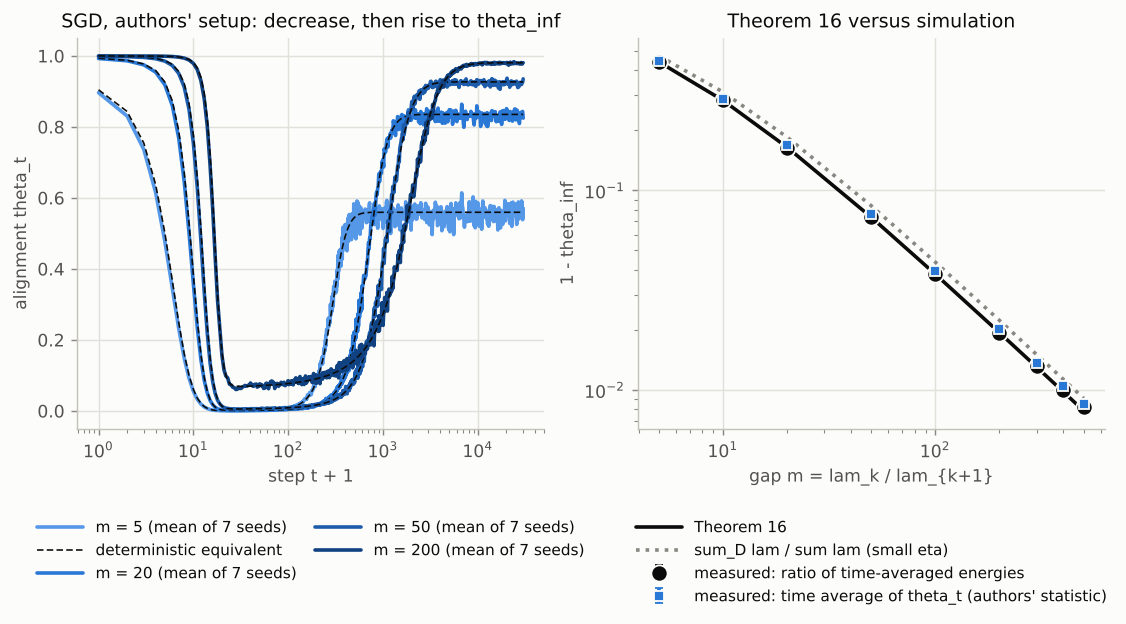 SGD, authors' setup: decrease, then rise to theta_inf
1.0
0.8
0.6
0.4
0.2
0.0
alignment theta_t
10^0
10^1
10^2
10^3
10^4
step t + 1
m = 5 (mean of 7 seeds)
deterministic equivalent
m = 20 (mean of 7 seeds)
m = 50 (mean of 7 seeds)
m = 200 (mean of 7 seeds)
Theorem 16 versus simulation
10^−1
10^−2
1 - theta_inf
10^1
10^2
gap m = lam_k / lam_{k+1}
Theorem 16
sum_D lam / sum lam (small eta)
measured: ratio of time-averaged energies
measured: time average of theta_t (authors' statistic)